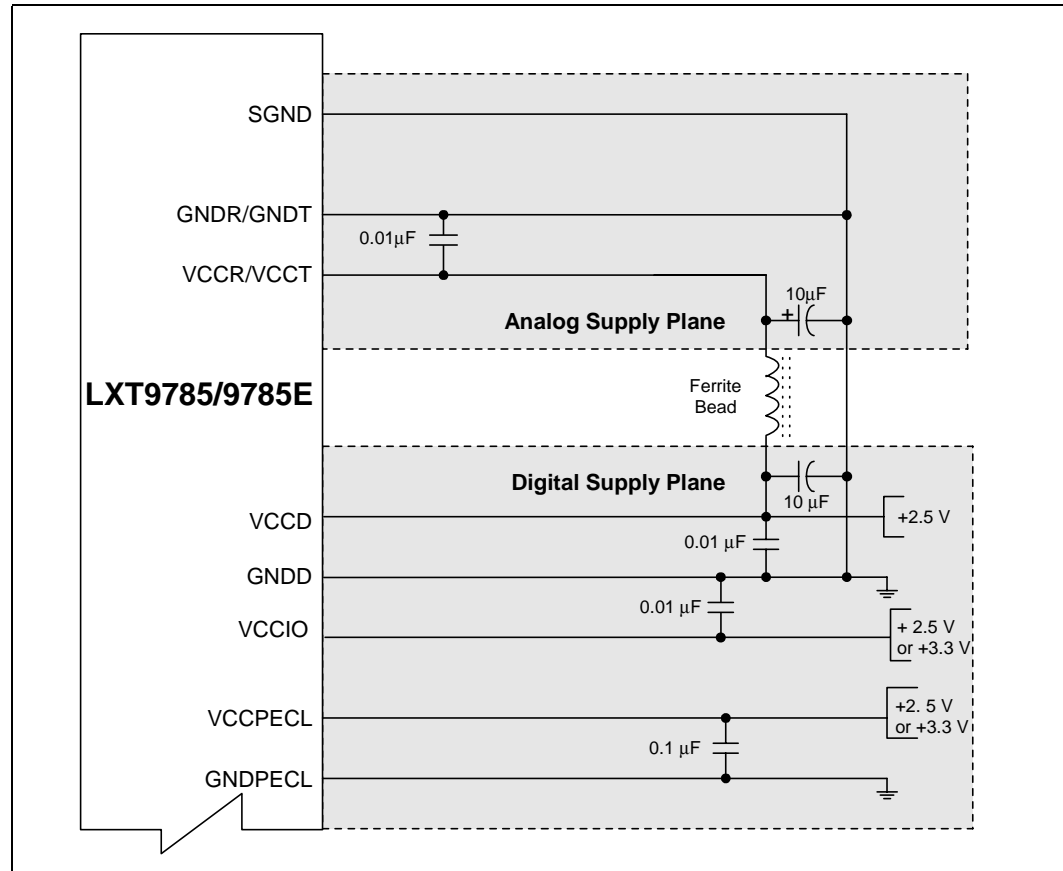 SGND
GNDR/GNDT
0.01μF
VCCR/VCCT
10μF
+
Analog Supply Plane
LXT9785/9785E
Ferrite
Bead
Digital Supply Plane
10 μF
VCCD
+2.5 V
0.01 μF
GNDD
0.01 μF
VCCIO
+ 2.5 V
or +3.3 V
VCCPECL
+2. 5 V
or +3.3 V
0.1 μF
GNDPECL